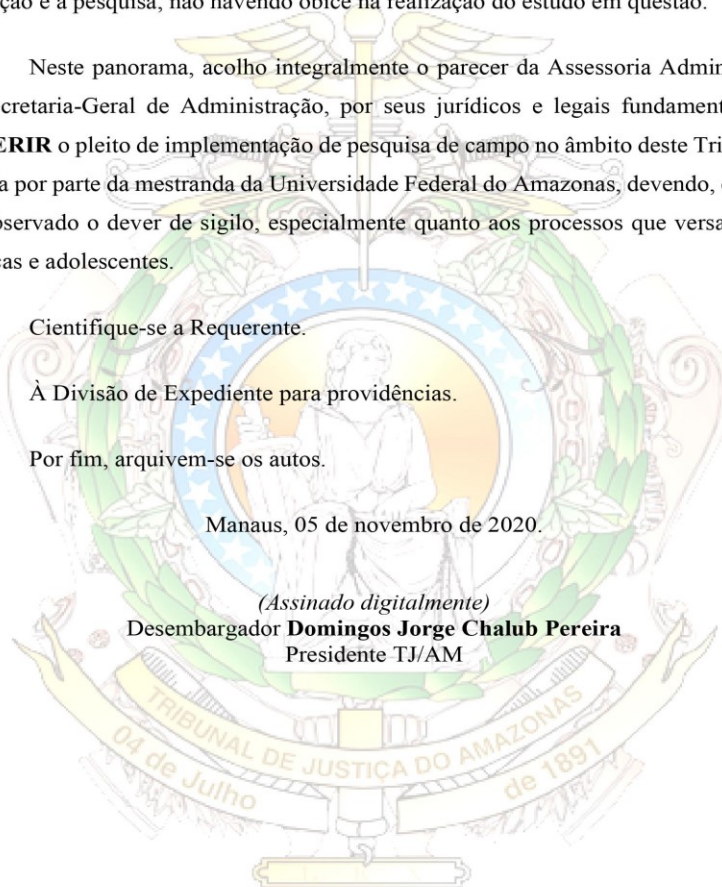 ção e à pesquisa, não havendo óbice na realização do estudo em questão.
Neste panorama, acolho integralmente o parecer da Assessoria Admin
cretaria-Geral de Administração, por seus jurídicos e legais fundament
ERIR o pleito de implementação de pesquisa de campo no âmbito deste Tri
a por parte da mestranda da Universidade Federal do Amazonas, devendo,
bservado o dever de sigilo, especialmente quanto aos processos que versa
as e adolescentes.
Cientifique-se a Requerente.
À Divisão de Expediente para providências.
Por fim, arquivem-se os autos.
Manaus, 05 de novembro de 2020.
(Assinado digitalmente)
Desembargador Domingos Jorge Chalub Pereira
Presidente TJ/AM
TRIBUNAL DE JUSTIÇA DO AMAZONAS
04 de Julho de 1891